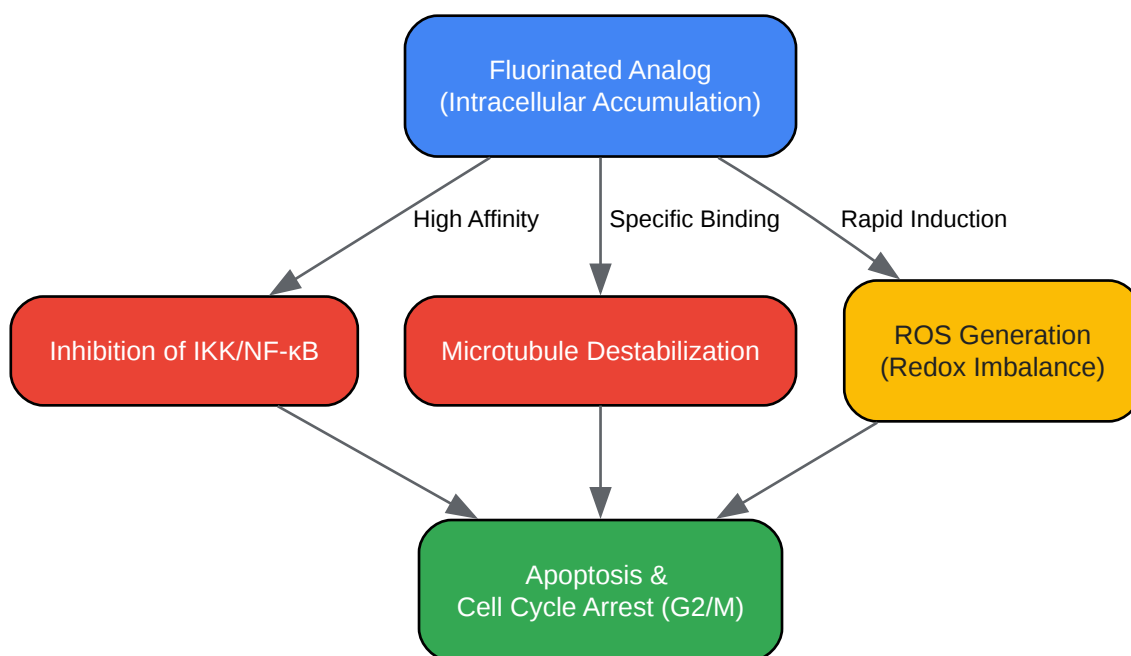 Fluorinated Analog
(Intracellular Accumulation)
High Affinity
Specific Binding
Rapid Induction
Inhibition of IKK/NF-κB
Microtubule Destabilization
ROS Generation
(Redox Imbalance)
Apoptosis &
Cell Cycle Arrest (G2/M)